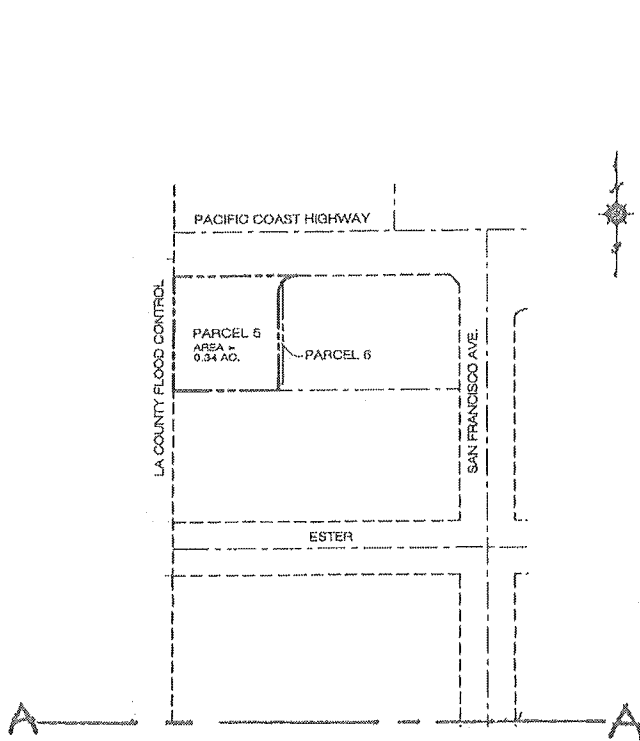 PACIFIC COAST HIGHWAY
LA COUNTY FLOOD CONTROL
PARCEL 5
AREA =
0.34 AC.
PARCEL 6
SAN FRANCISCO AVE.
ESTER
A A